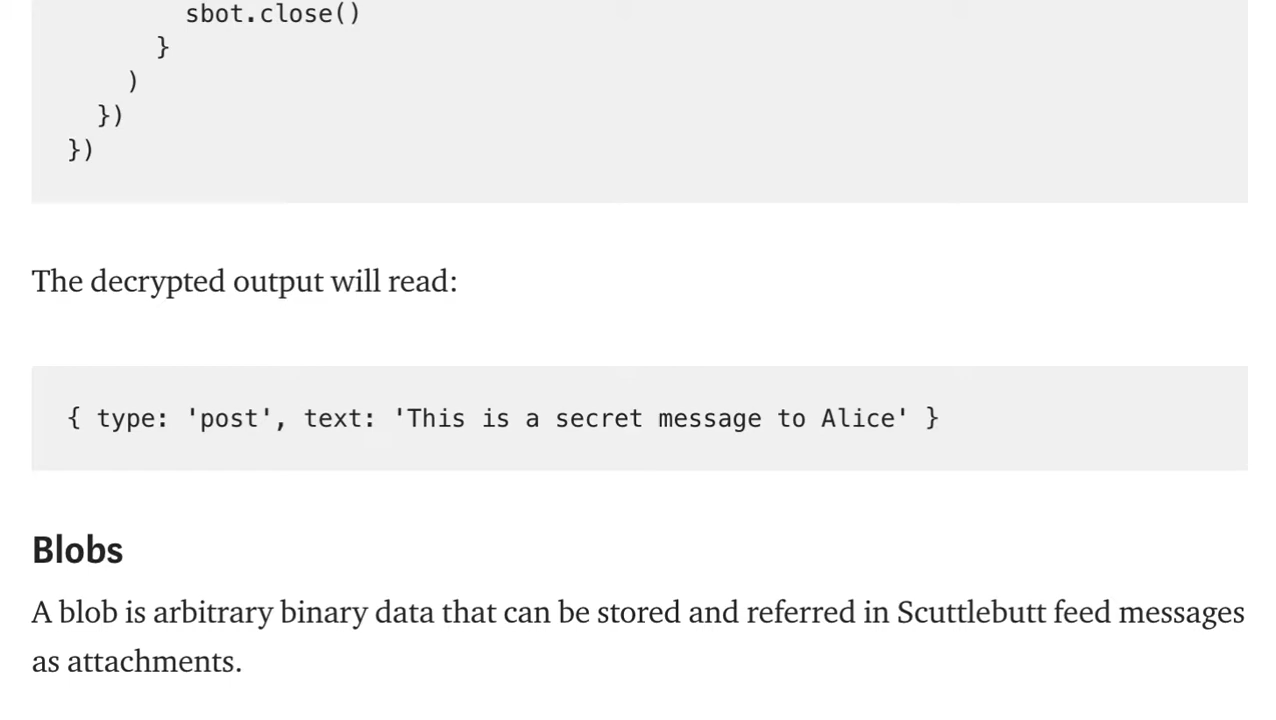 sbot.close()
}
)
})
})
The decrypted output will read:
{ type: 'post', text: 'This is a secret message to Alice' }
Blobs
A blob is arbitrary binary data that can be stored and referred in Scuttlebutt feed messages
as attachments.